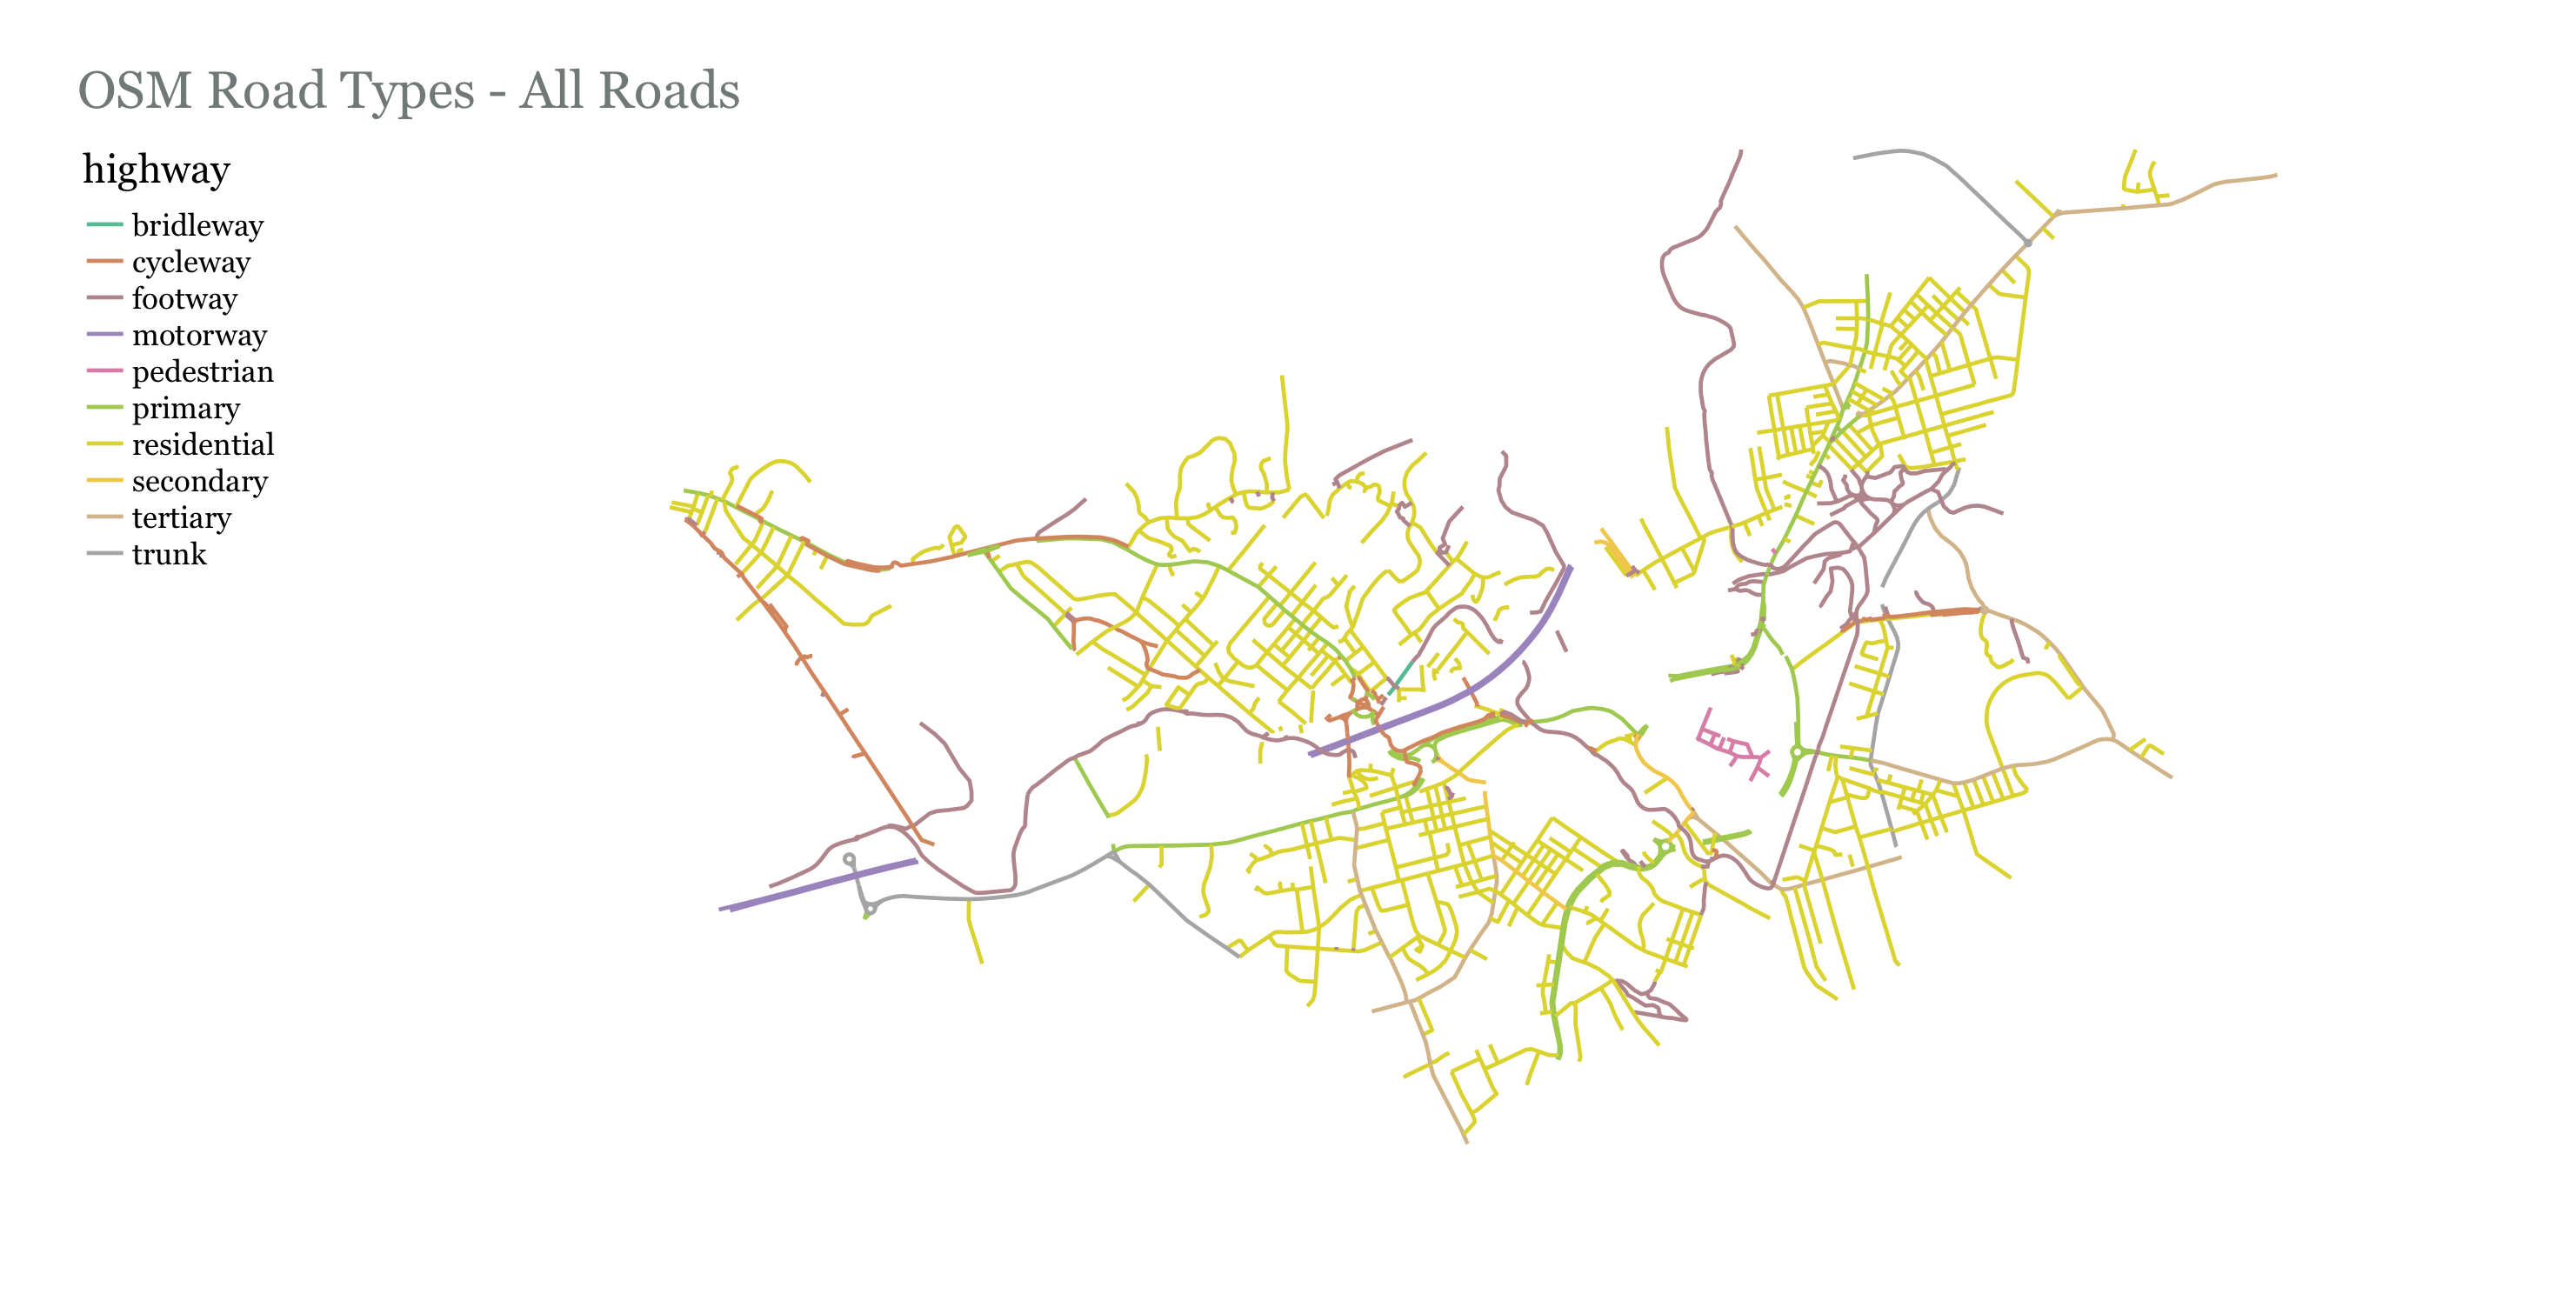 OSM Road Types - All Roads
highway
bridleway
cycleway
footway
motorway
pedestrian
primary
residential
secondary
tertiary
trunk